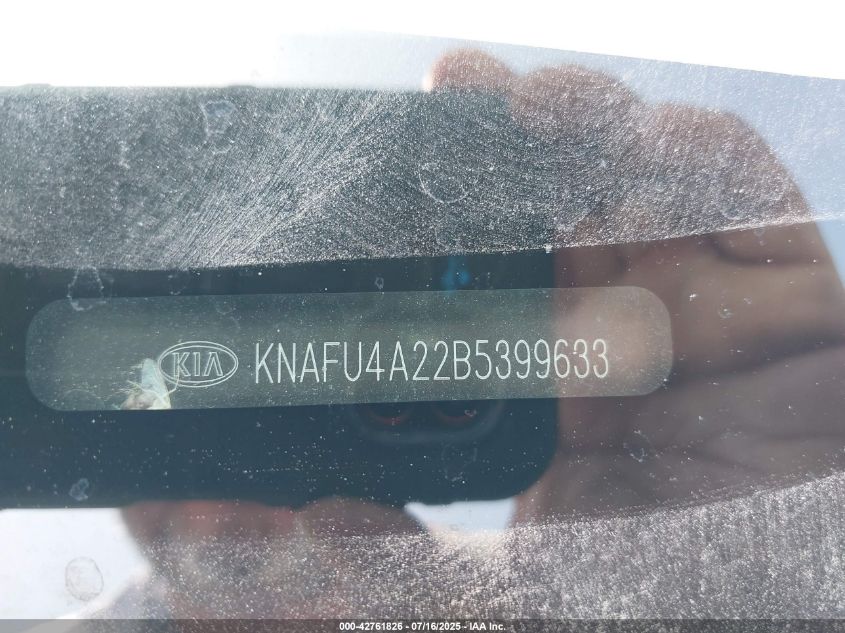 KIA KNAFU4A22B5399633
000-42761826 - 07/16/2025 - IAA Inc.